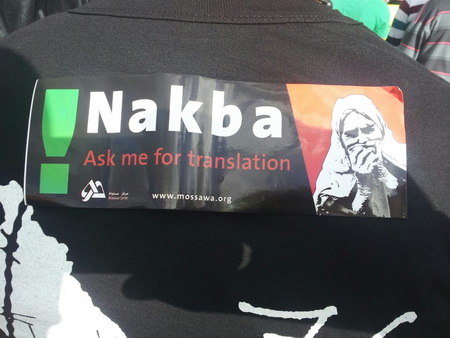 ! Nakba
Ask me for translation
www.mossawa.org